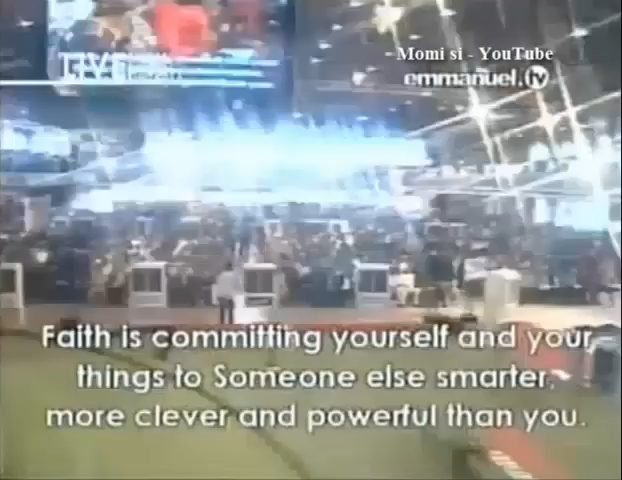 LIVE
Momi si - YouTube
emmanuel.tv
Faith is committing yourself and your
things to Someone else smarter,
more clever and powerful than you.